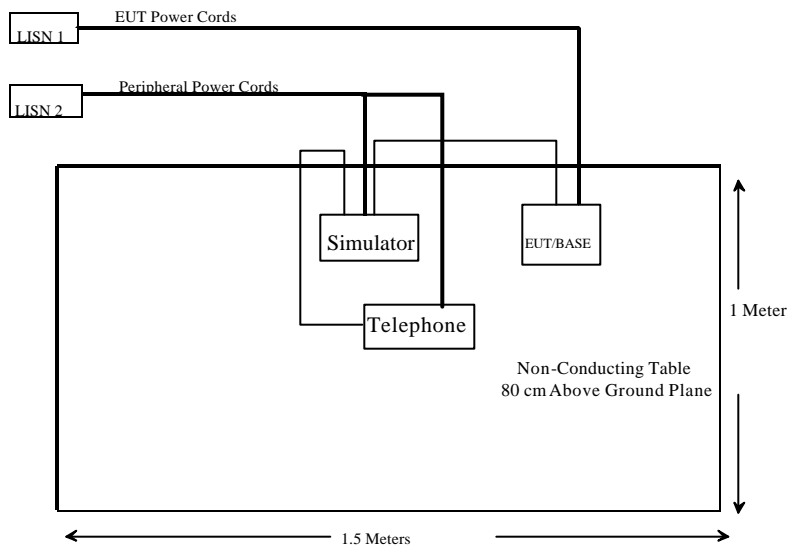 EUT Power Cords
LISN 1
Peripheral Power Cords
LISN 2
Simulator
EUT/BASE
Telephone
1 Meter
Non-Conducting Table
80 cm Above Ground Plane
1.5 Meters